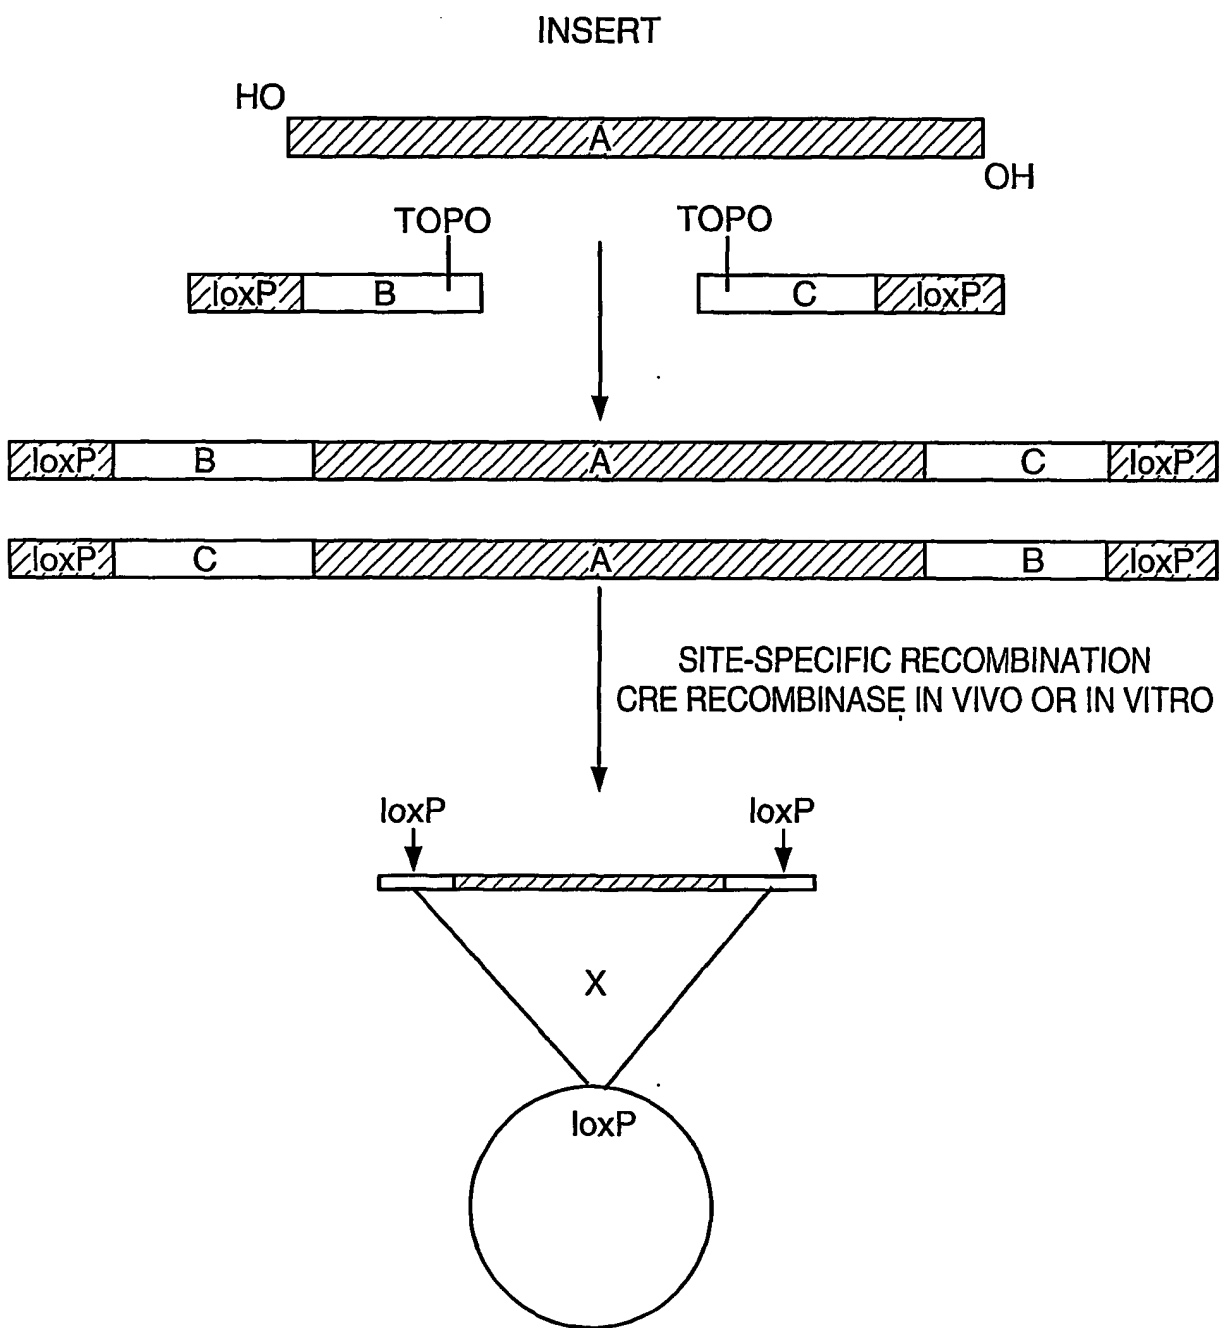 INSERT
HO
A
OH
TOPO TOPO
loxP B C loxP
loxP B A C loxP
loxP C A B loxP
SITE-SPECIFIC RECOMBINATION
CRE RECOMBINASE IN VIVO OR IN VITRO
loxP loxP
X
loxP